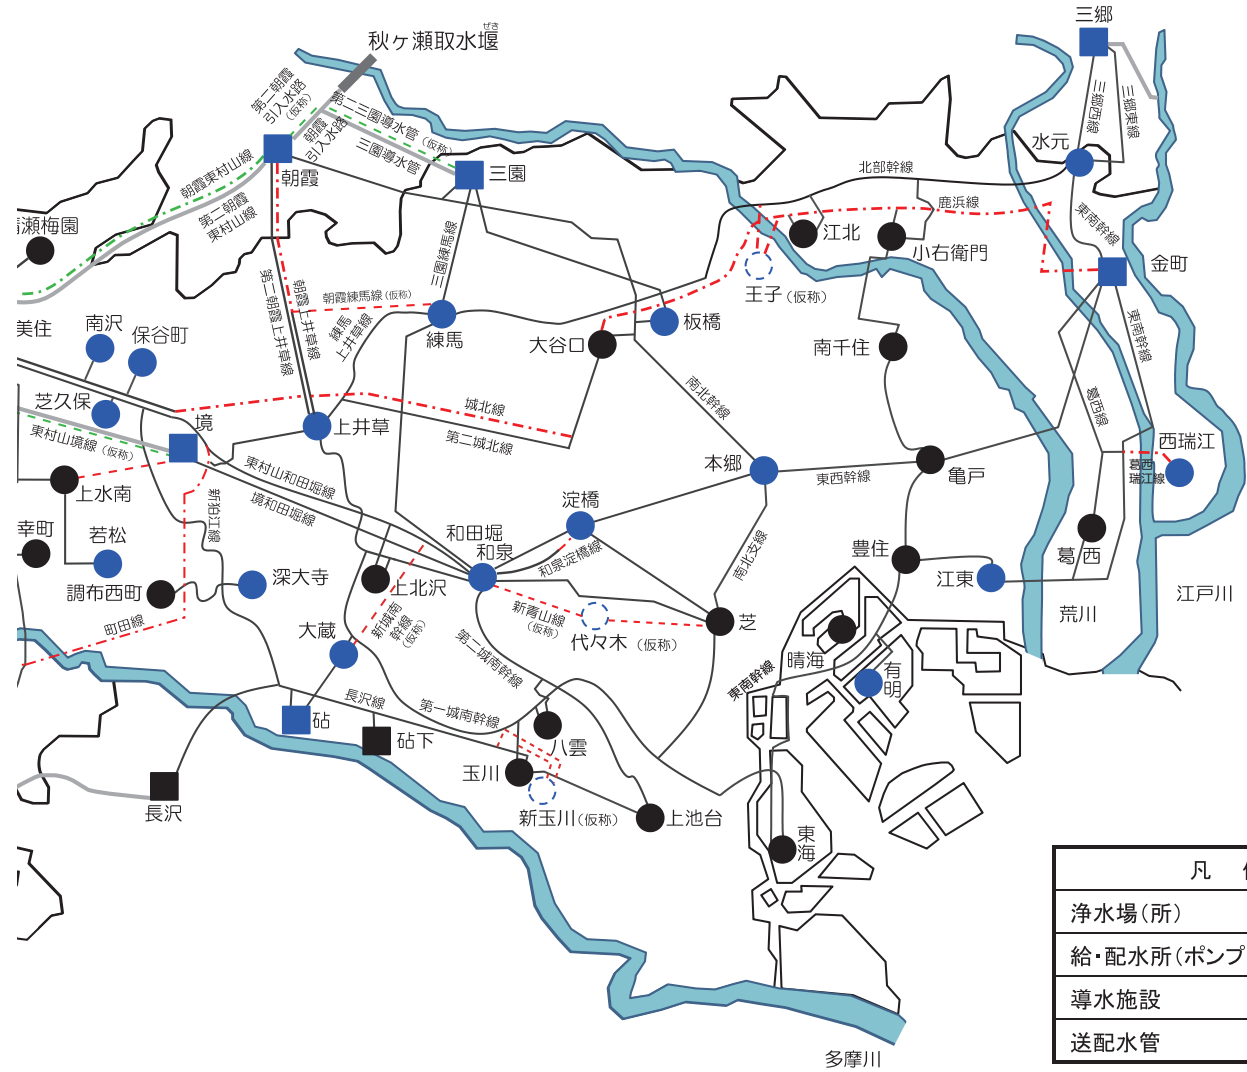 三郷
ぜき
秋ヶ瀬取水堰
第二朝霞
引入水路
(仮称)
第二三園導水管(仮称)
朝霞
引入水路
三園導水管
三郷西線
三郷東線
水元
朝霞東村山線
朝霞
三園
北部幹線
第二朝霞
東村山線
鹿浜線
東南幹線
清瀬梅園
江北
小右衛門
金町
三園練馬線
第二朝霞上井草線
朝霞上井草線
朝霞練馬線(仮称)
王子(仮称)
美住
南沢
保谷町
練馬
上井草線
練馬
大谷口
板橋
南千住
東南幹線
芝久保
境
南北幹線
葛西線
城北線
上井草
第二城北線
西瑞江
東村山境線(仮称)
東村山和田堀線
本郷
東西幹線
亀戸
葛西
瑞江線
上水南
境和田堀線
新狛江線
淀橋
幸町
若松
和田堀
和泉
和泉淀橋線
南北支線
豊住
葛西
深大寺
上北沢
江東
江戸川
調布西町
新青山線
(仮称)
荒川
町田線
大蔵
新城南
幹線
(仮称)
代々木(仮称)
芝
晴海
第二城南幹線
東南幹線
有明
長沢線
第一城南幹線
砧
砧下
八雲
玉川
長沢
新玉川(仮称)
上池台
東海
凡
浄水場(所)
給・配水所(ポンプ
導水施設
送配水管
多摩川